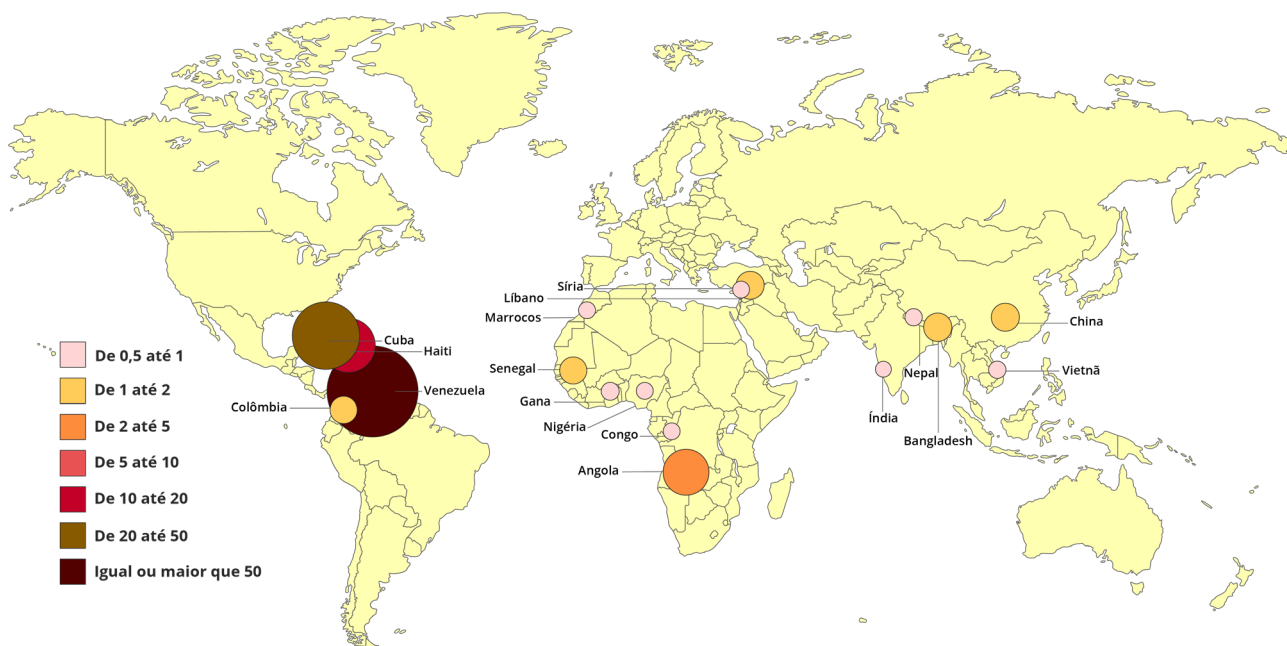 Cuba
Haiti
Venezuela
Colômbia
Síria
Líbano
Marrocos
Senegal
Gana
Nigéria
Congo
Angola
China
Nepal
Vietnã
Índia
Bangladesh
De 0,5 até 1
De 1 até 2
De 2 até 5
De 5 até 10
De 10 até 20
De 20 até 50
Igual ou maior que 50